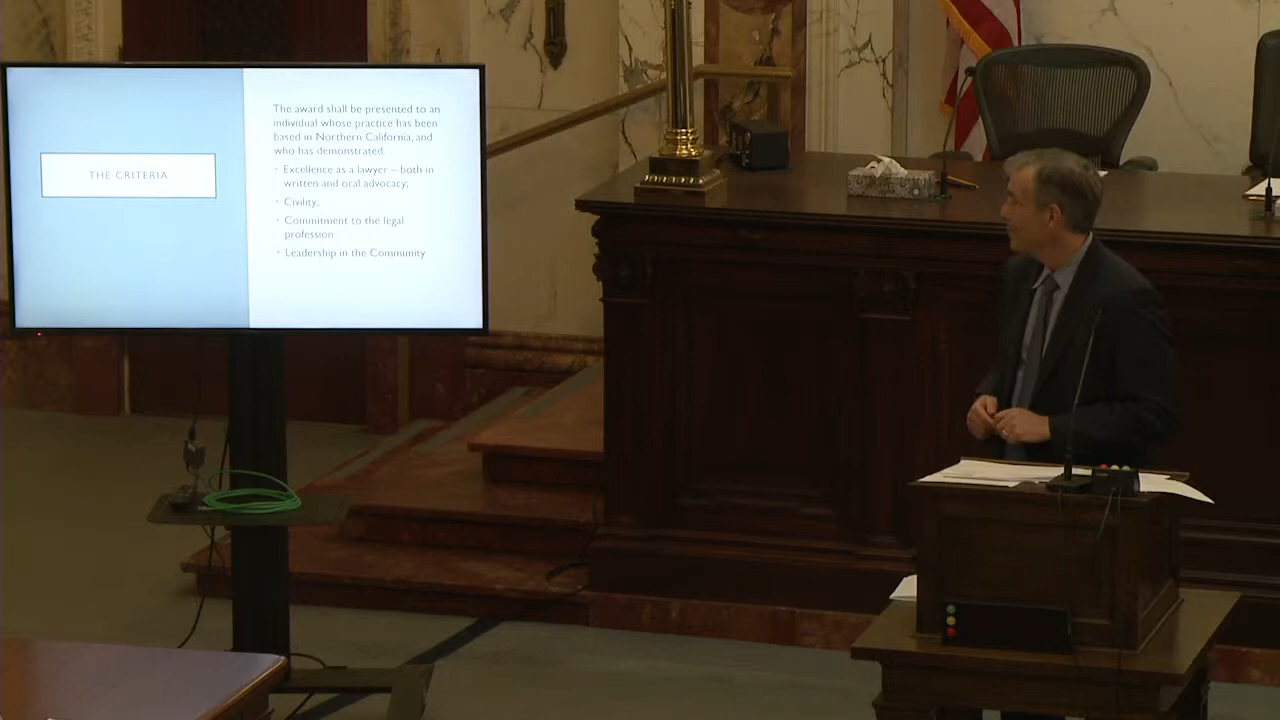 THE CRITERIA
The award shall be presented to an
individual whose practice has been
based in Northern California, and
who has demonstrated:
• Excellence as a lawyer – both in
written and oral advocacy;
• Civility;
• Commitment to the legal
profession
• Leadership in the Community